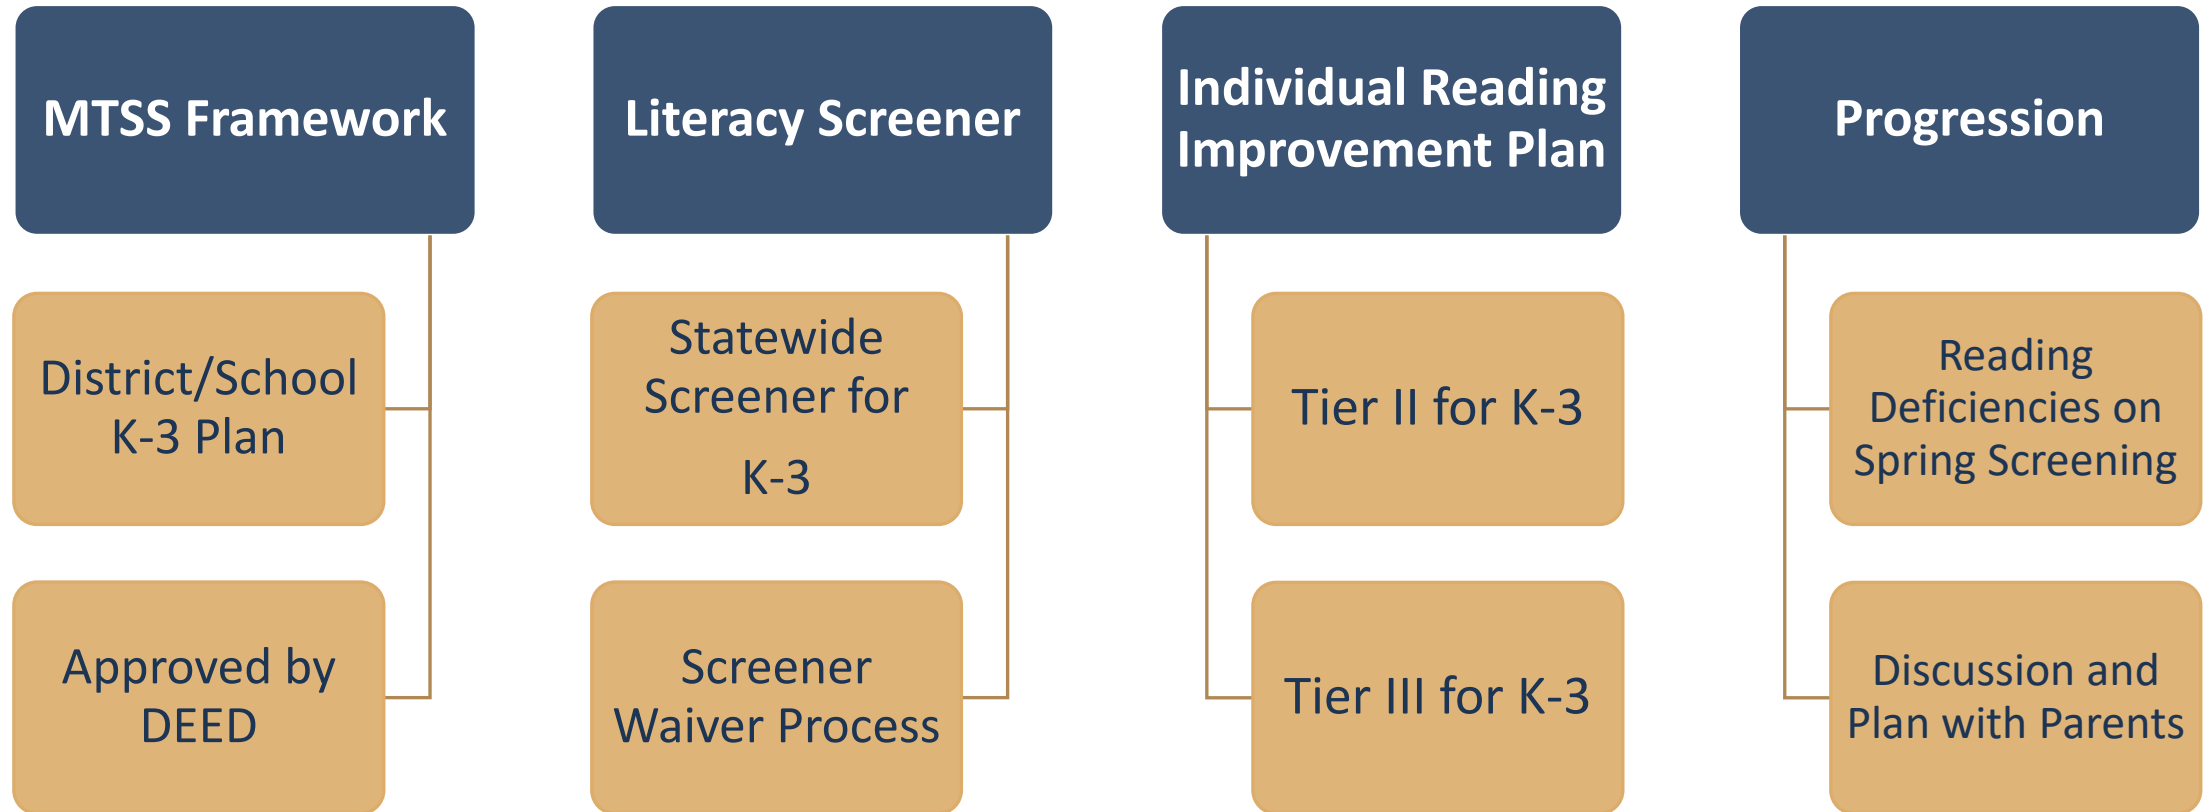 MTSS Framework
District/School
K-3 Plan
Approved by
DEED
Literacy Screener
Statewide
Screener for
K-3
Screener
Waiver Process
Individual Reading
Improvement Plan
Tier II for K-3
Tier III for K-3
Progression
Reading
Deficiencies on
Spring Screening
Discussion and
Plan with Parents